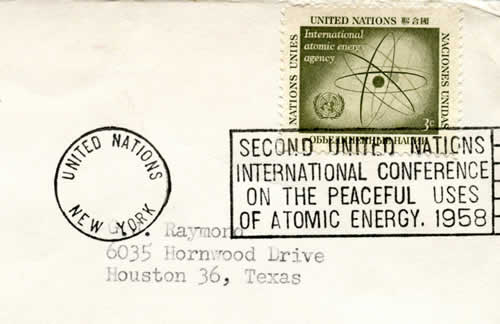 UNITED NATIONS 聯合國
International
atomic energy
agency
NATIONS UNIES
NACIONES UNIDAS
3c
UNITED NATIONS
NEW YORK
SECOND UNITED NATIONS
INTERNATIONAL CONFERENCE
ON THE PEACEFUL USES
OF ATOMIC ENERGY. 1958
Raymond
6035 Hornwood Drive
Houston 36, Texas